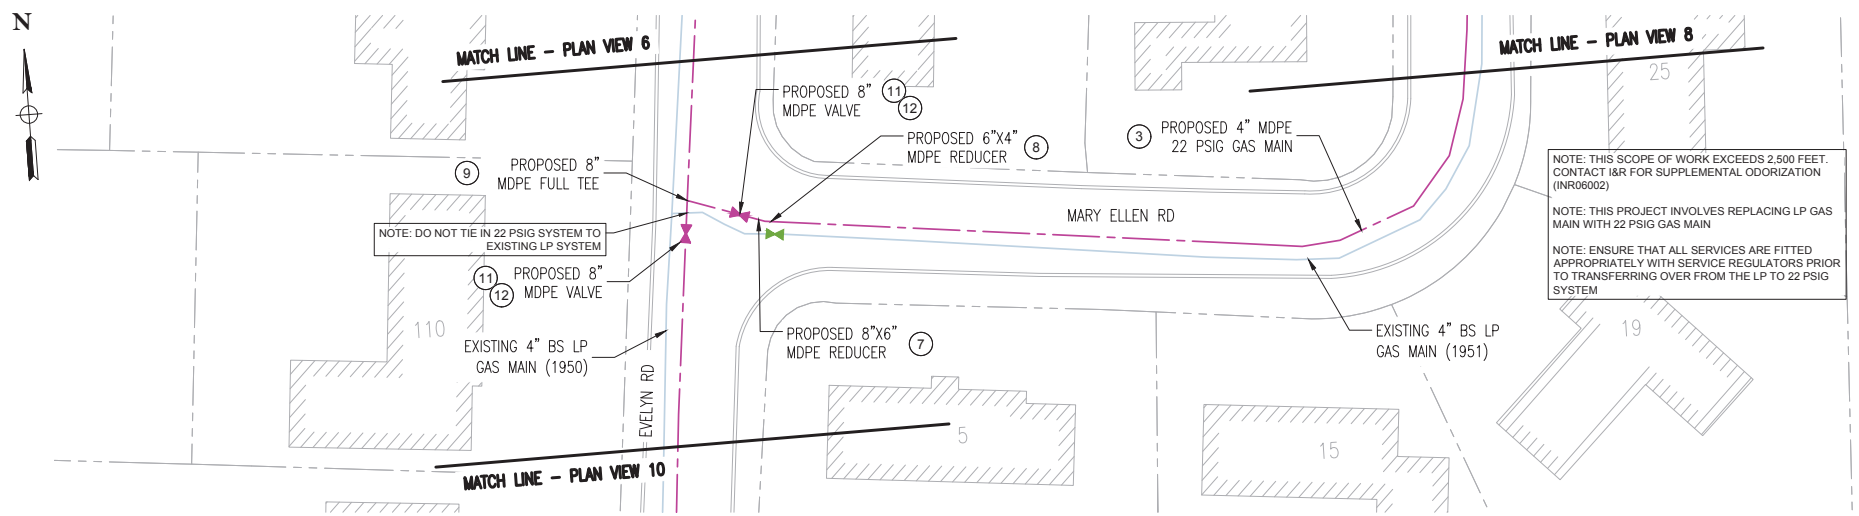 N
MATCH LINE - PLAN VIEW 6
MATCH LINE - PLAN VIEW 8
25
PROPOSED 8" 11
MDPE VALVE 12
PROPOSED 6"X4"
MDPE REDUCER 8
3 PROPOSED 4" MDPE
22 PSIG GAS MAIN
9 PROPOSED 8"
MDPE FULL TEE
NOTE: THIS SCOPE OF WORK EXCEEDS 2,500 FEET.
CONTACT I&R FOR SUPPLEMENTAL ODORIZATION
(INR06002)
NOTE: THIS PROJECT INVOLVES REPLACING LP GAS
MAIN WITH 22 PSIG GAS MAIN
NOTE: ENSURE THAT ALL SERVICES ARE FITTED
APPROPRIATELY WITH SERVICE REGULATORS PRIOR
TO TRANSFERRING OVER FROM THE LP TO 22 PSIG
SYSTEM
MARY ELLEN RD
NOTE: DO NOT TIE IN 22 PSIG SYSTEM TO
EXISTING LP SYSTEM
11 PROPOSED 8"
12 MDPE VALVE
110
EXISTING 4" BS LP
GAS MAIN (1950)
PROPOSED 8"X6"
MDPE REDUCER 7
EXISTING 4" BS LP
GAS MAIN (1951)
19
EVELYN RD
5
15
MATCH LINE - PLAN VIEW 10